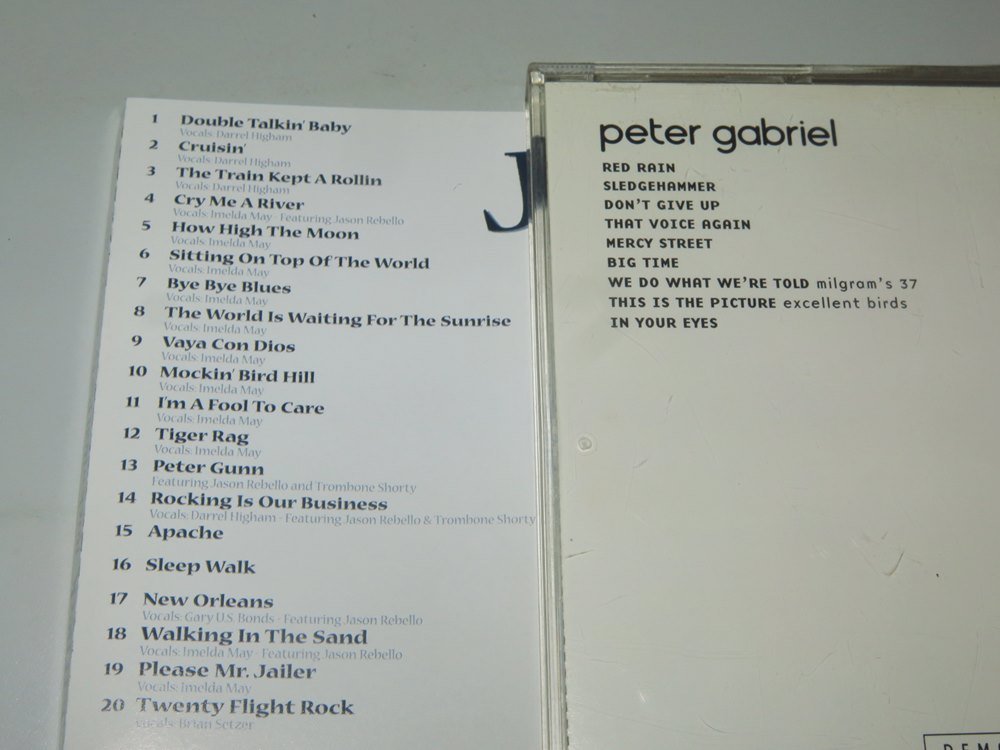 1 Double Talkin' Baby
Vocals: Darrel Higham
2 Cruisin'
Vocals: Darrel Higham
3 The Train Kept A Rollin
Vocals: Darrel Higham
4 Cry Me A River
Vocals: Imelda May - Featuring Jason Rebello
5 How High The Moon
Vocals: Imelda May
6 Sitting On Top Of The World
Vocals: Imelda May
7 Bye Bye Blues
Vocals: Imelda May
8 The World Is Waiting For The Sunrise
Vocals: Imelda May
9 Vaya Con Dios
Vocals: Imelda May
10 Mockin' Bird Hill
Vocals: Imelda May
11 I'm A Fool To Care
Vocals: Imelda May
12 Tiger Rag
Vocals: Imelda May
13 Peter Gunn
Featuring Jason Rebello and Trombone Shorty
14 Rocking Is Our Business
Vocals: Darrel Higham - Featuring Jason Rebello & Trombone Shorty
15 Apache
16 Sleep Walk
17 New Orleans
Vocals: Gary U.S. Bonds - Featuring Jason Rebello
18 Walking In The Sand
Vocals: Imelda May - Featuring Jason Rebello
19 Please Mr. Jailer
Vocals: Imelda May
20 Twenty Flight Rock
Vocals: Brian Setzer
J
peter gabriel
RED RAIN
SLEDGEHAMMER
DON'T GIVE UP
THAT VOICE AGAIN
MERCY STREET
BIG TIME
WE DO WHAT WE'RE TOLD milgram's 37
THIS IS THE PICTURE excellent birds
IN YOUR EYES